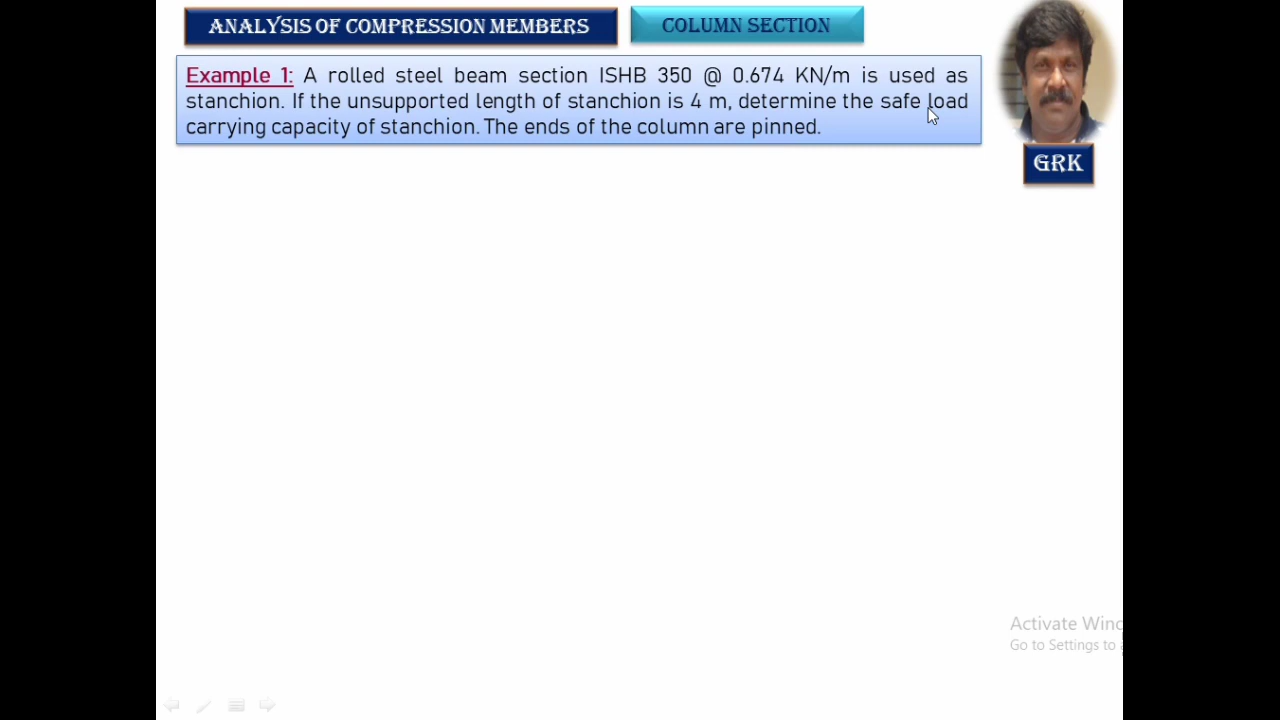 ANALYSIS OF COMPRESSION MEMBERS
COLUMN SECTION
Example 1: A rolled steel beam section ISHB 350 @ 0.674 KN/m is used as
stanchion. If the unsupported length of stanchion is 4 m, determine the safe load
carrying capacity of stanchion. The ends of the column are pinned.
GRK
Activate Wind
Go to Settings to